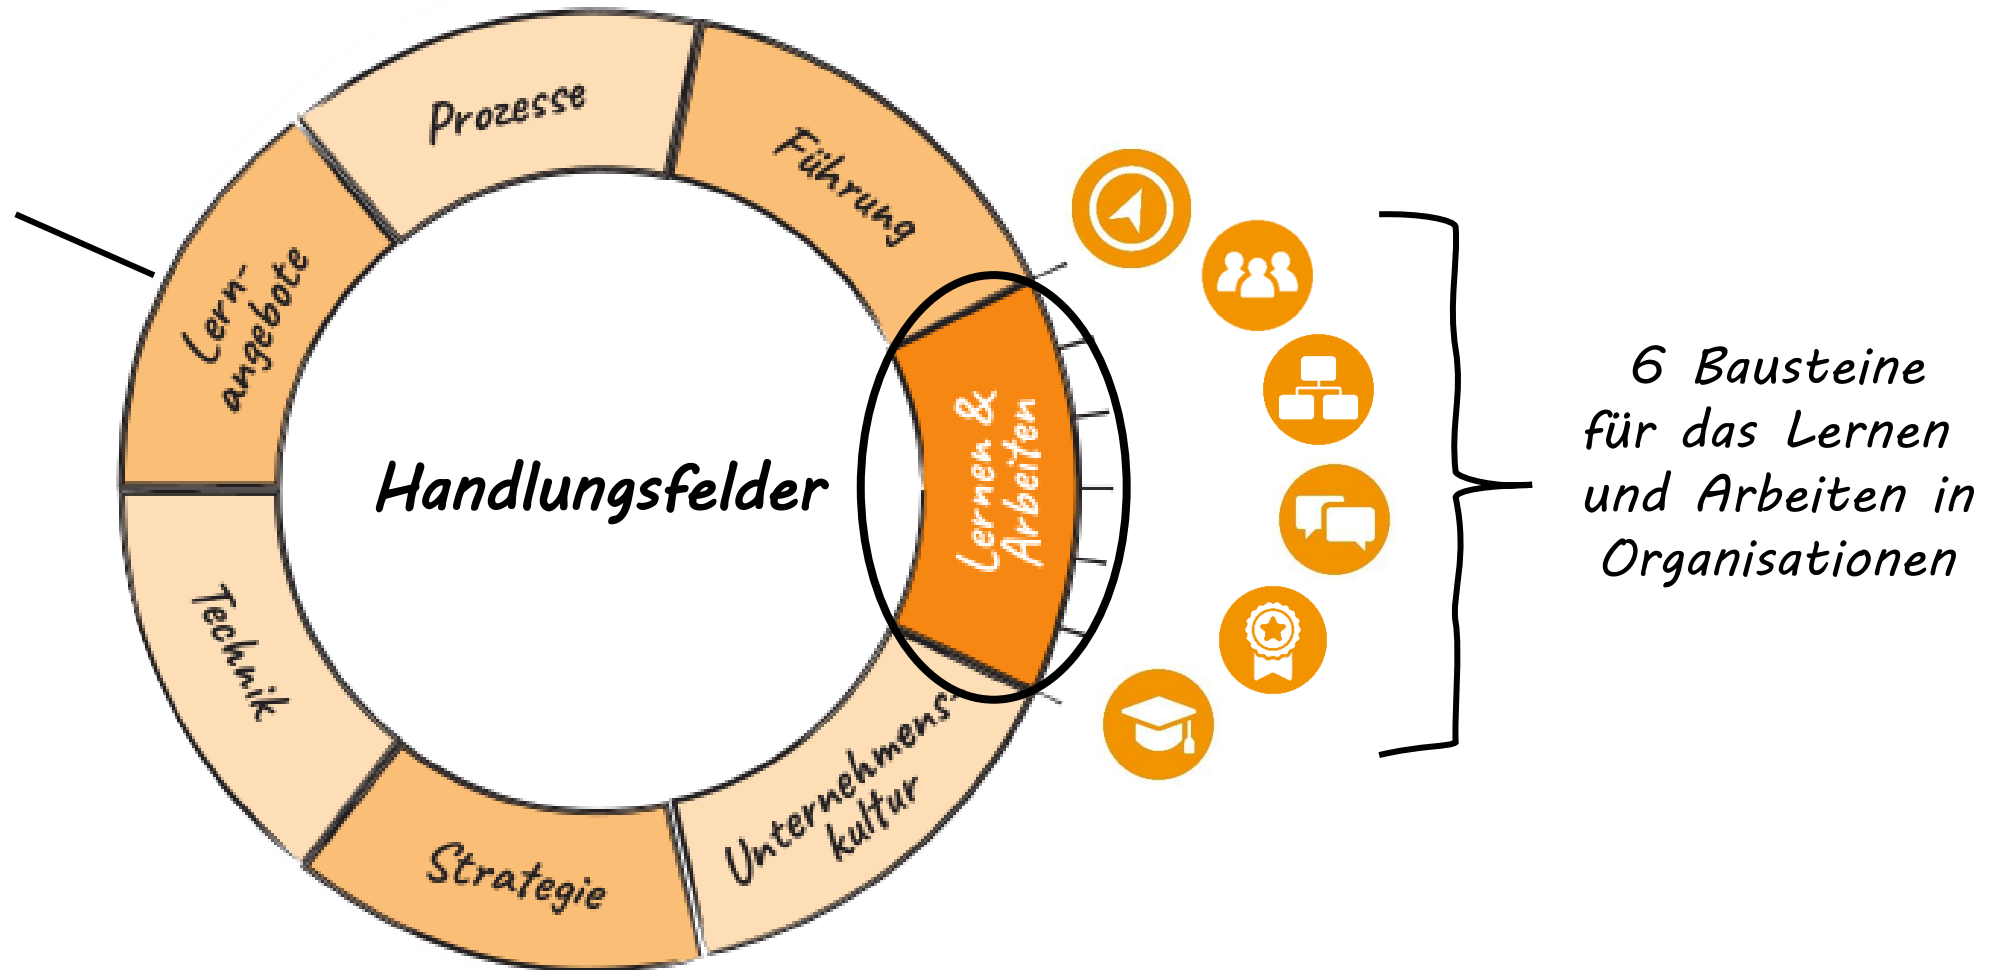 Prozesse
Führung
Lern-
angebote
Lernen &
Arbeiten
Handlungsfelder
Technik
Unternehmens-
kultur
Strategie
6 Bausteine
für das Lernen
und Arbeiten in
Organisationen